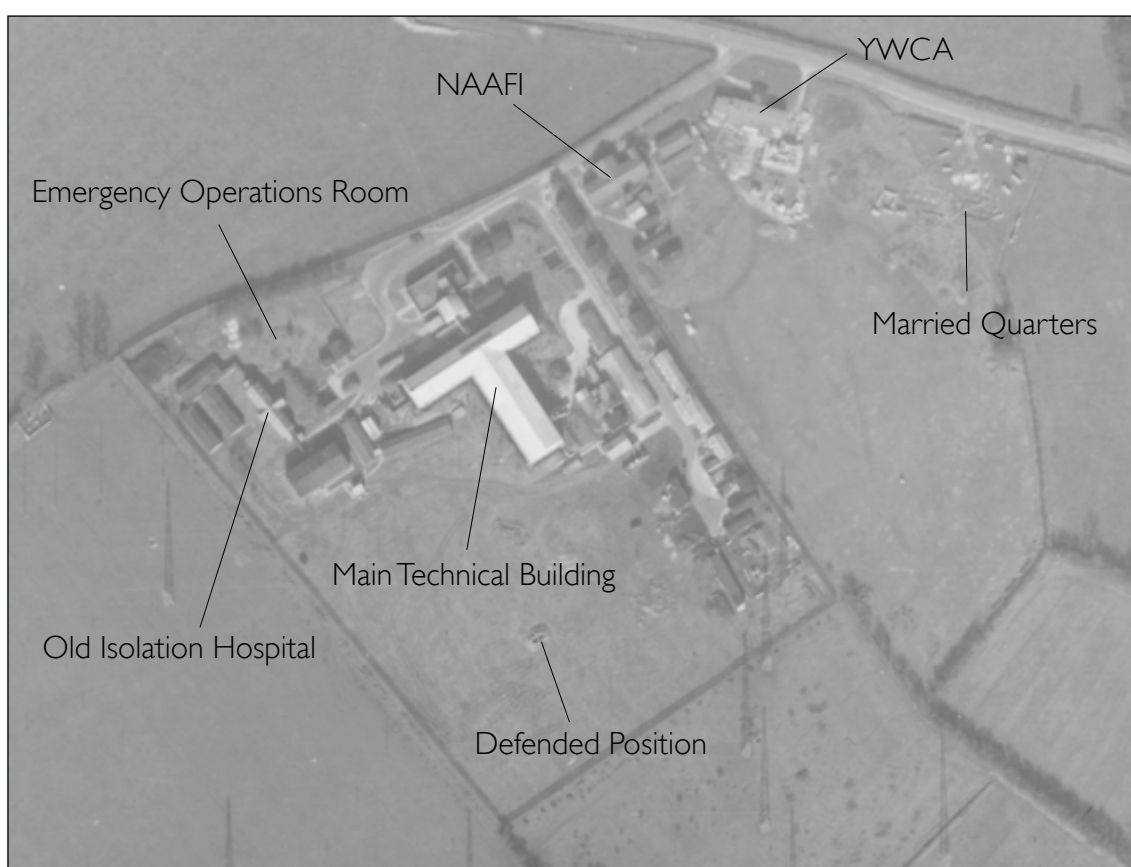 YWCA
NAAFI
Emergency Operations Room
Married Quarters
Main Technical Building
Old Isolation Hospital
Defended Position